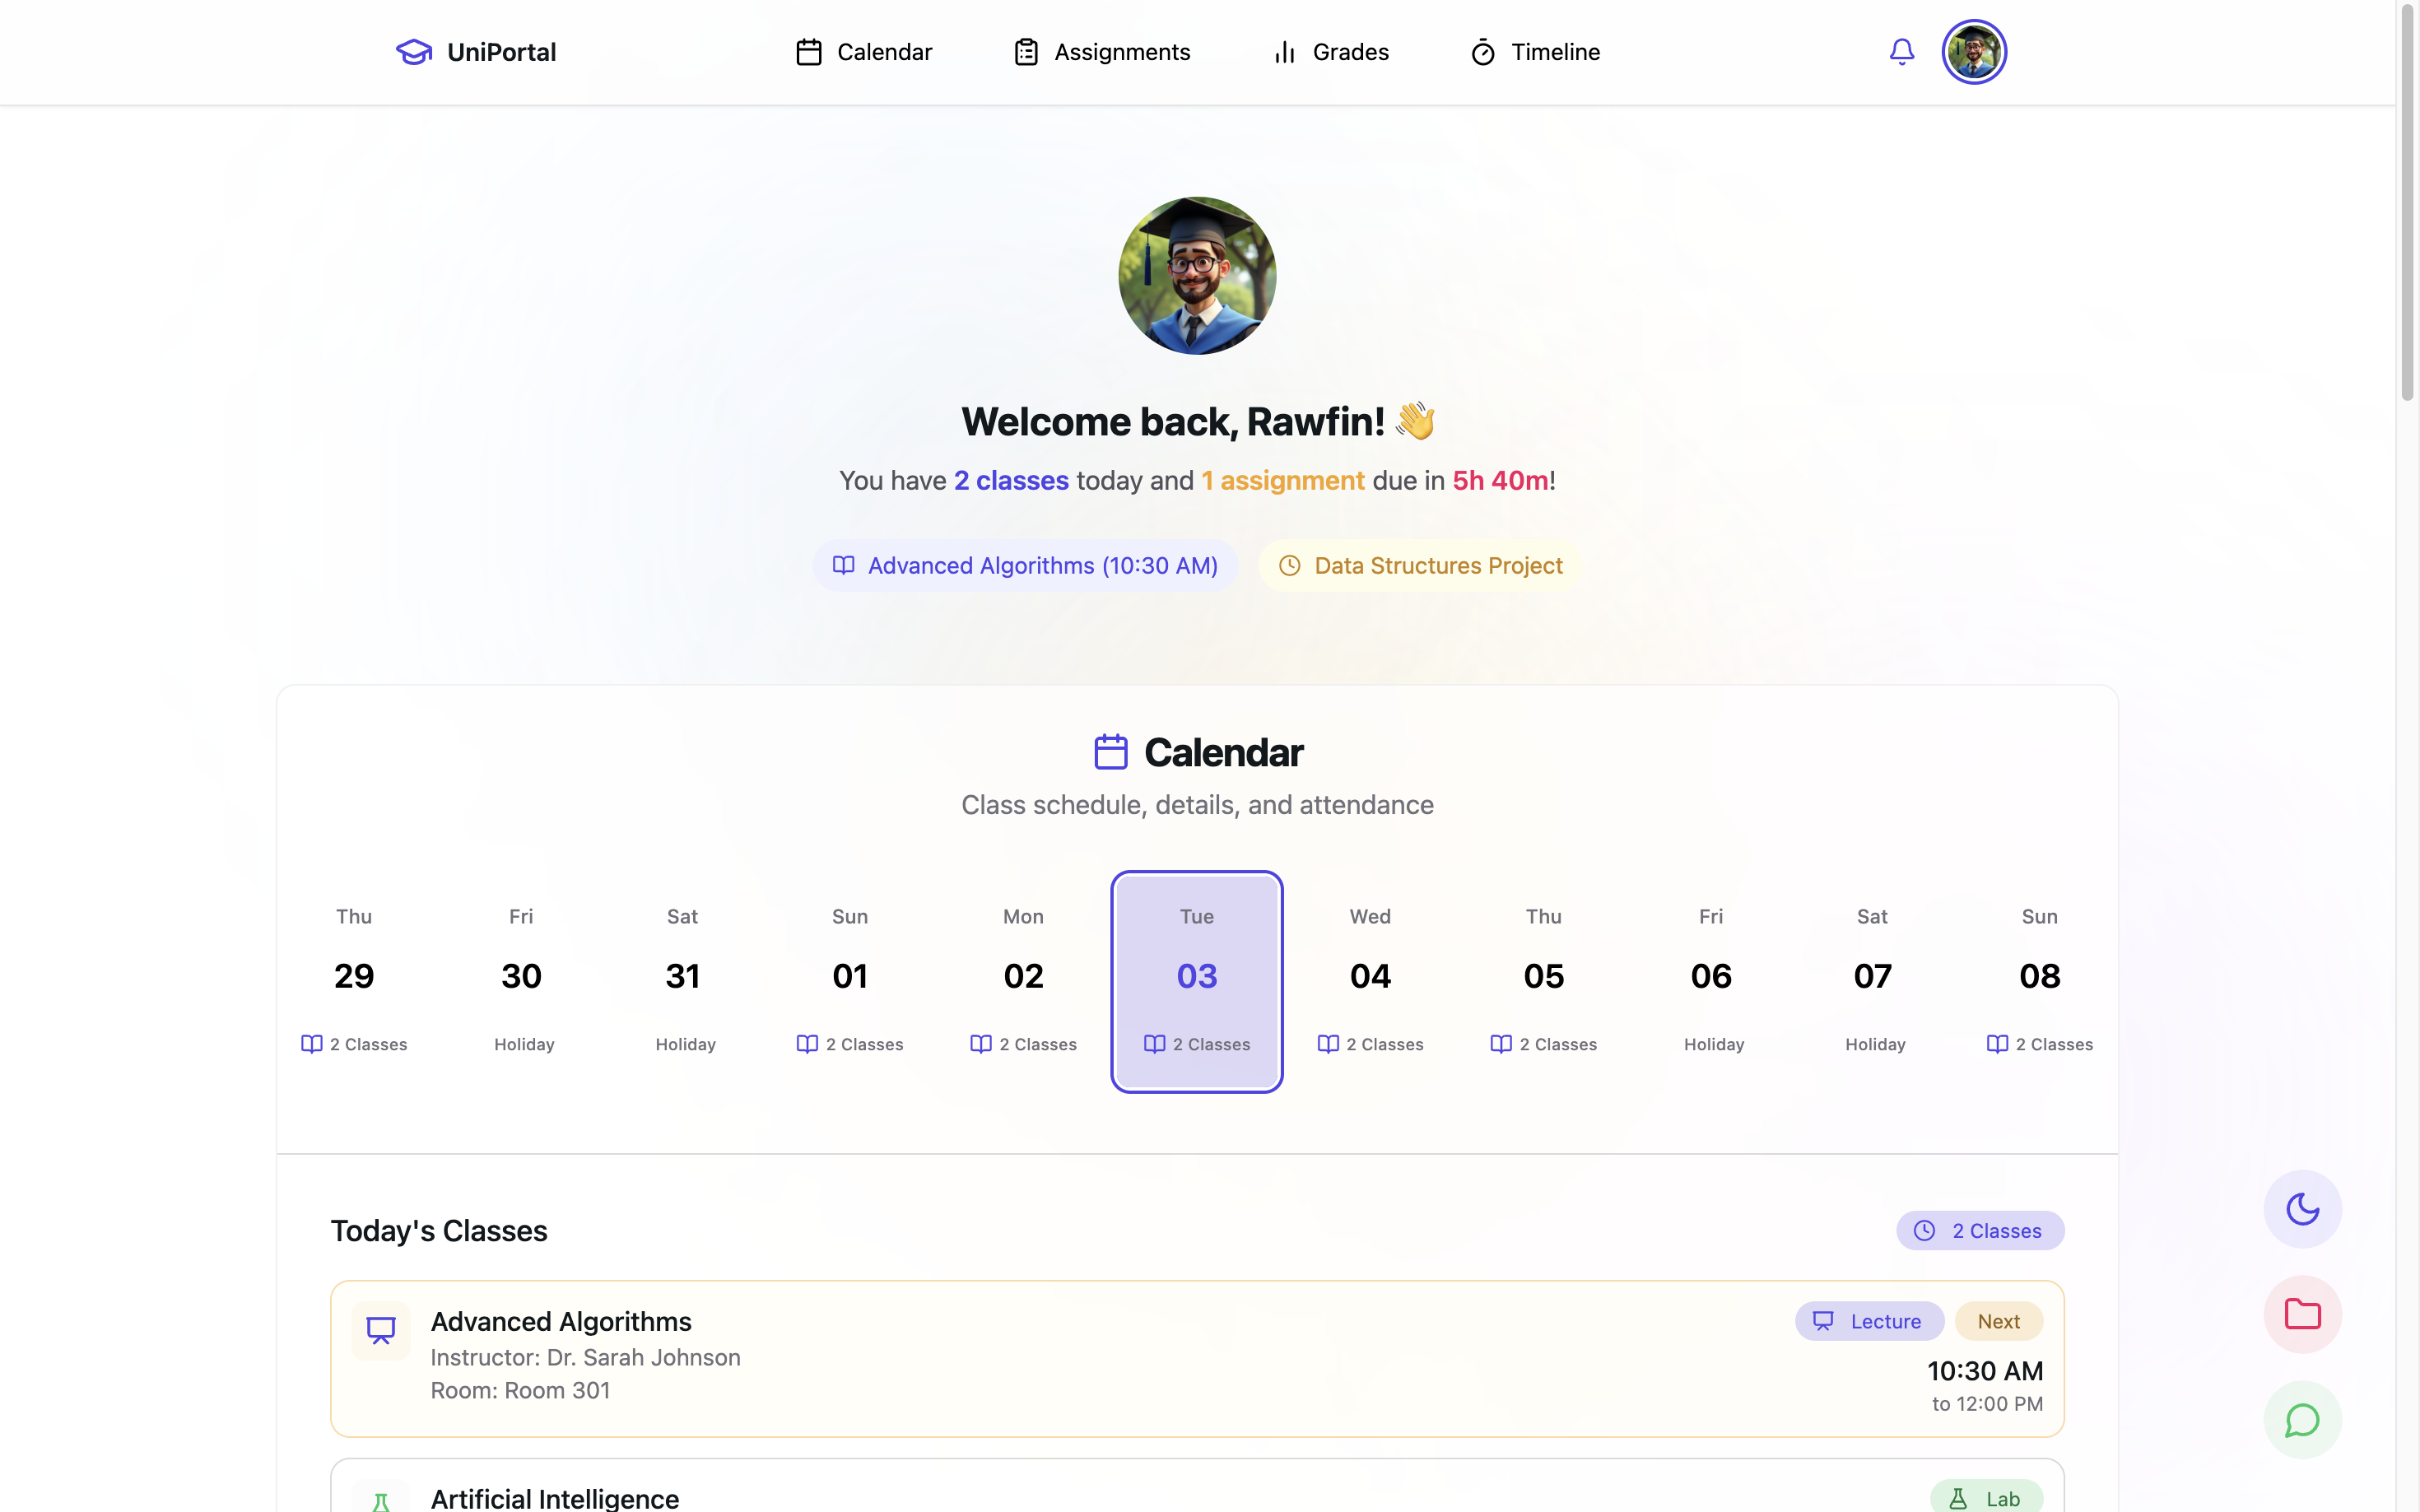 UniPortal
Calendar
Assignments
Grades
Timeline
Welcome back, Rawfin! 👋
You have 2 classes today and 1 assignment due in 5h 40m!
Advanced Algorithms (10:30 AM)
Data Structures Project
Calendar
Class schedule, details, and attendance
Thu
29
2 Classes
Fri
30
Holiday
Sat
31
Holiday
Sun
01
2 Classes
Mon
02
2 Classes
Tue
03
2 Classes
Wed
04
2 Classes
Thu
05
2 Classes
Fri
06
Holiday
Sat
07
Holiday
Sun
08
2 Classes
Today's Classes
2 Classes
Advanced Algorithms
Instructor: Dr. Sarah Johnson
Room: Room 301
Lecture
Next
10:30 AM
to 12:00 PM
Artificial Intelligence
Lab